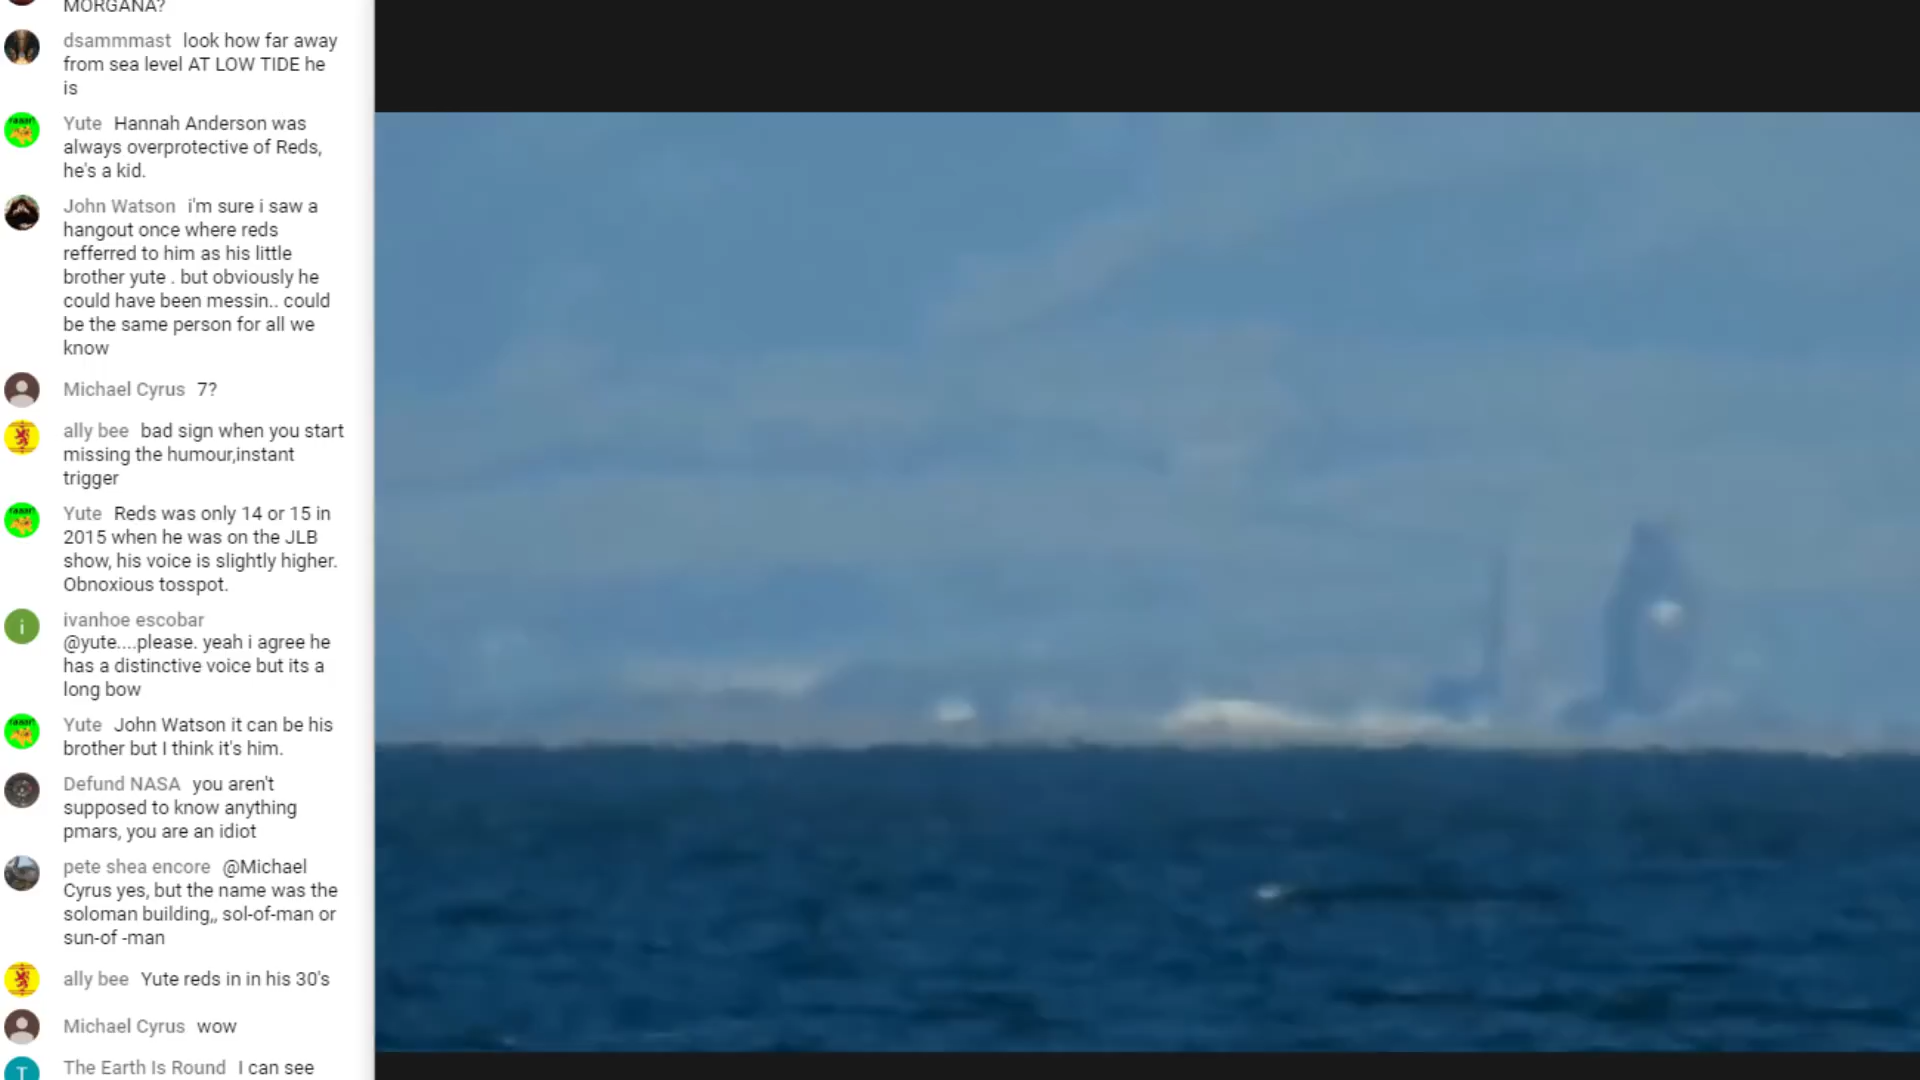 MORGANA?
dsammmast look how far away
from sea level AT LOW TIDE he
is
Yute Hannah Anderson was
always overprotective of Reds,
he's a kid.
John Watson i'm sure i saw a
hangout once where reds
refferred to him as his little
brother yute . but obviously he
could have been messin.. could
be the same person for all we
know
Michael Cyrus 7?
ally bee bad sign when you start
missing the humour,instant
trigger
Yute Reds was only 14 or 15 in
2015 when he was on the JLB
show, his voice is slightly higher.
Obnoxious tosspot.
i ivanhoe escobar
@yute....please. yeah i agree he
has a distinctive voice but its a
long bow
Yute John Watson it can be his
brother but I think it's him.
Defund NASA you aren't
supposed to know anything
pmars, you are an idiot
pete shea encore @Michael
Cyrus yes, but the name was the
soloman building,, sol-of-man or
sun-of -man
ally bee Yute reds in in his 30's
Michael Cyrus wow
T The Earth Is Round I can see